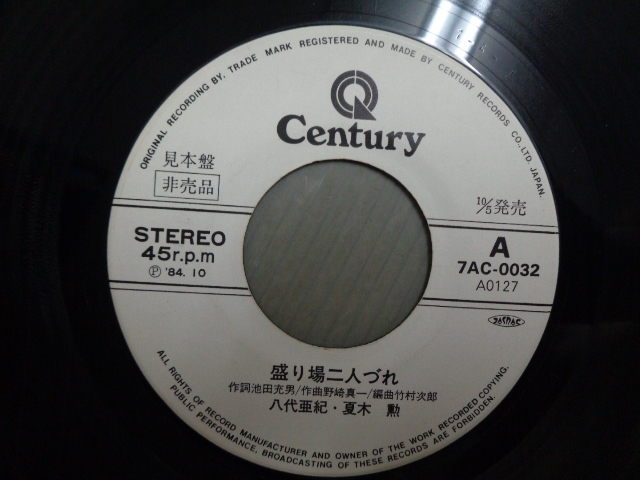 ORIGINAL RECORDING BY, TRADE MARK REGISTERED AND MADE BY CENTURY RECORDS CO., LTD. JAPAN.
Century
見本盤
非売品
10/5発売
STEREO
45r.p.m
Ⓟ '84. 10
A
7AC-0032
A0127
盛り場二人づれ
作詞池田充男/作曲野崎真一/編曲竹村次郎
八代亜紀・夏木 勲
ALL RIGHTS OF RECORD MANUFACTURER AND OWNER OF THE WORK RECORDED COPYING.
PUBLIC PERFORMANCE, BROADCASTING OF THESE RECORDS ARE FORBIDDEN.